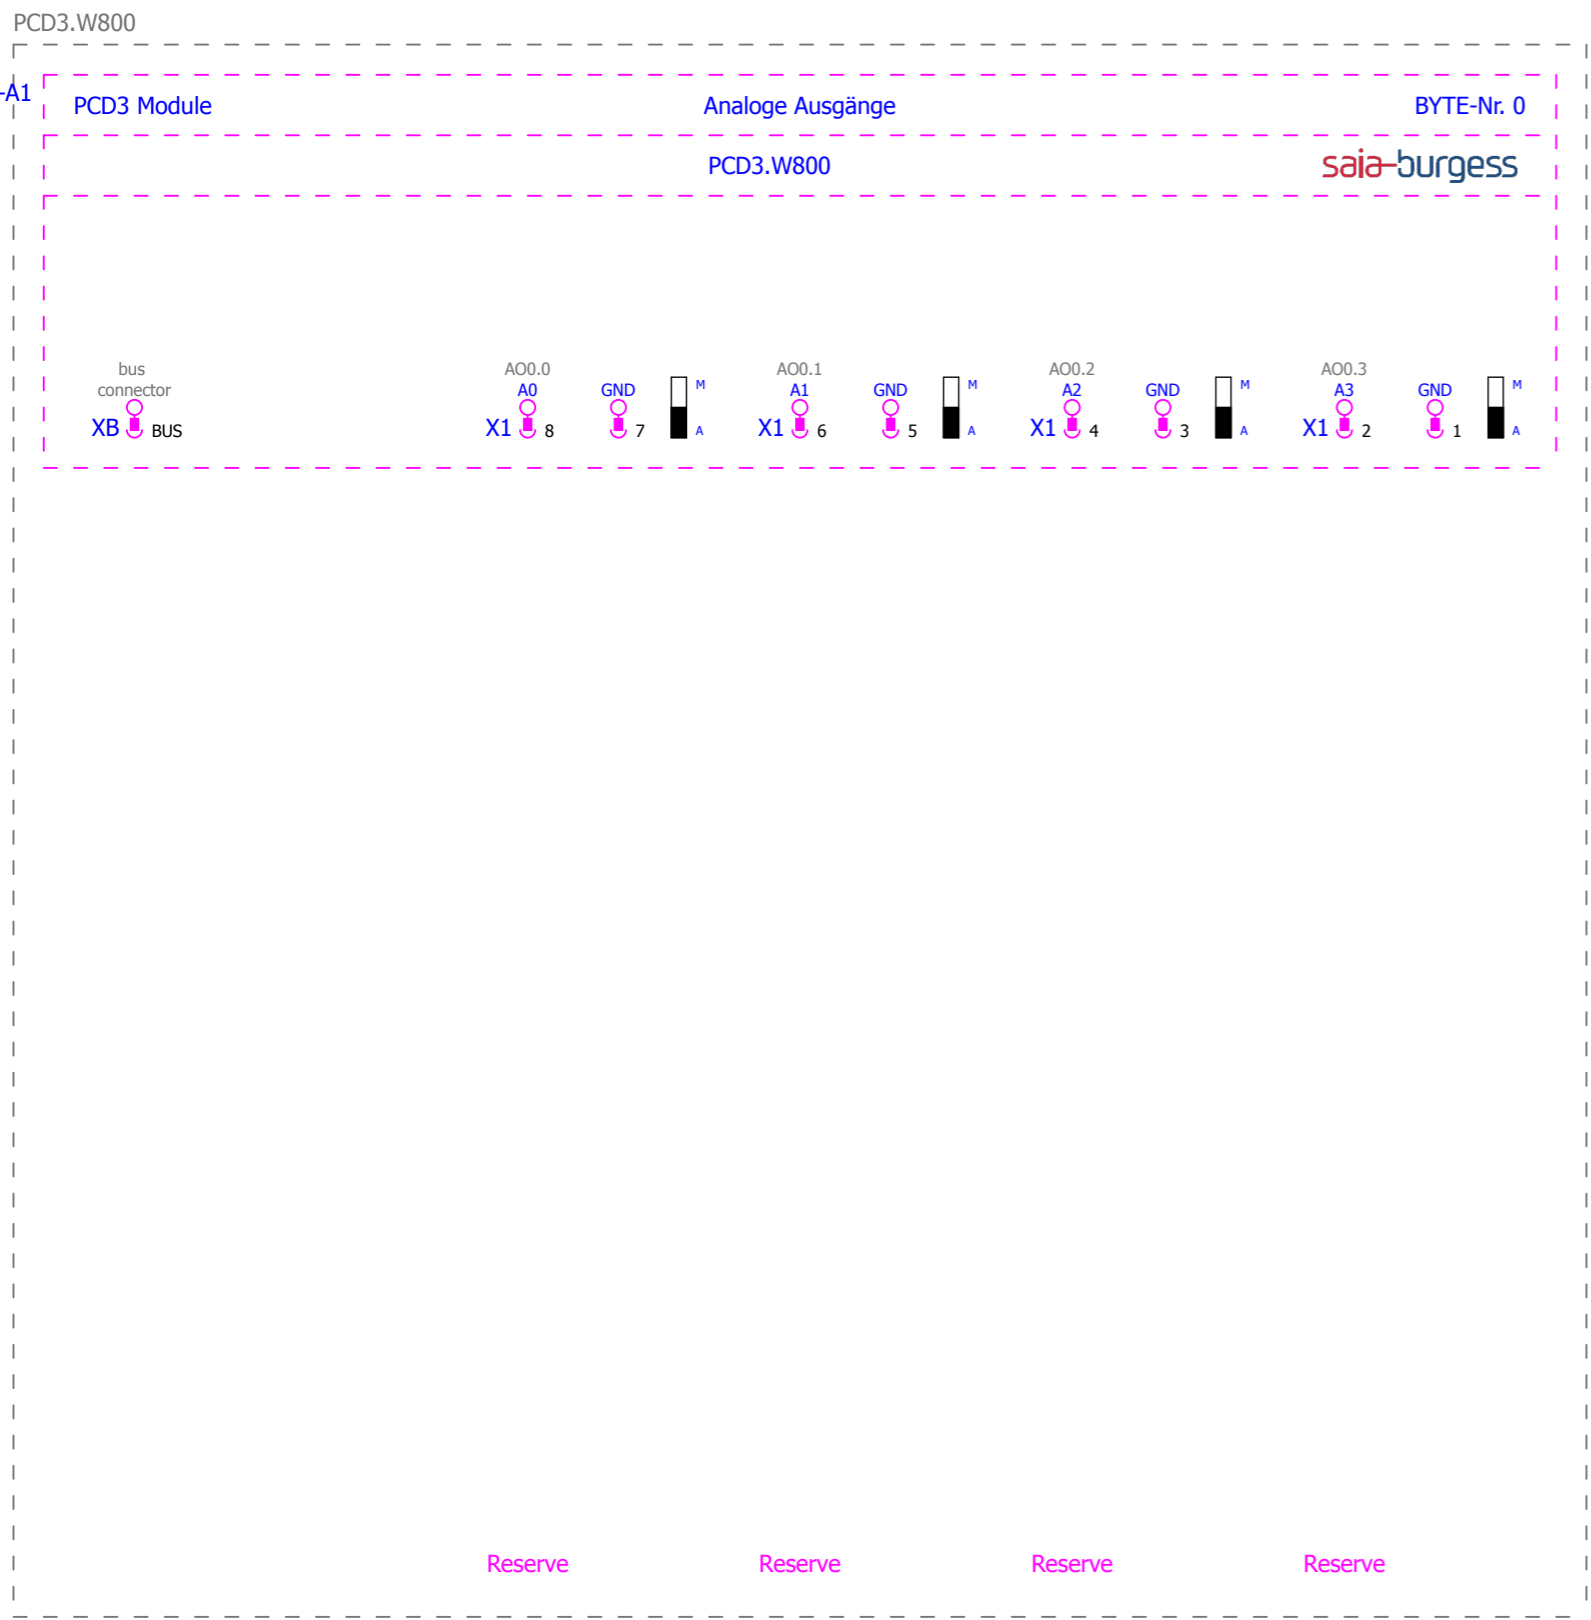 PCD3.W800
-A1
PCD3 Module Analoge Ausgänge BYTE-Nr. 0
PCD3.W800 saia-burgess
bus AO0.0 AO0.1 AO0.2 AO0.3
connector A0 GND M A1 GND M A2 GND M A3 GND M
XB BUS X1 8 7 A X1 6 5 A X1 4 3 A X1 2 1 A
Reserve Reserve Reserve Reserve